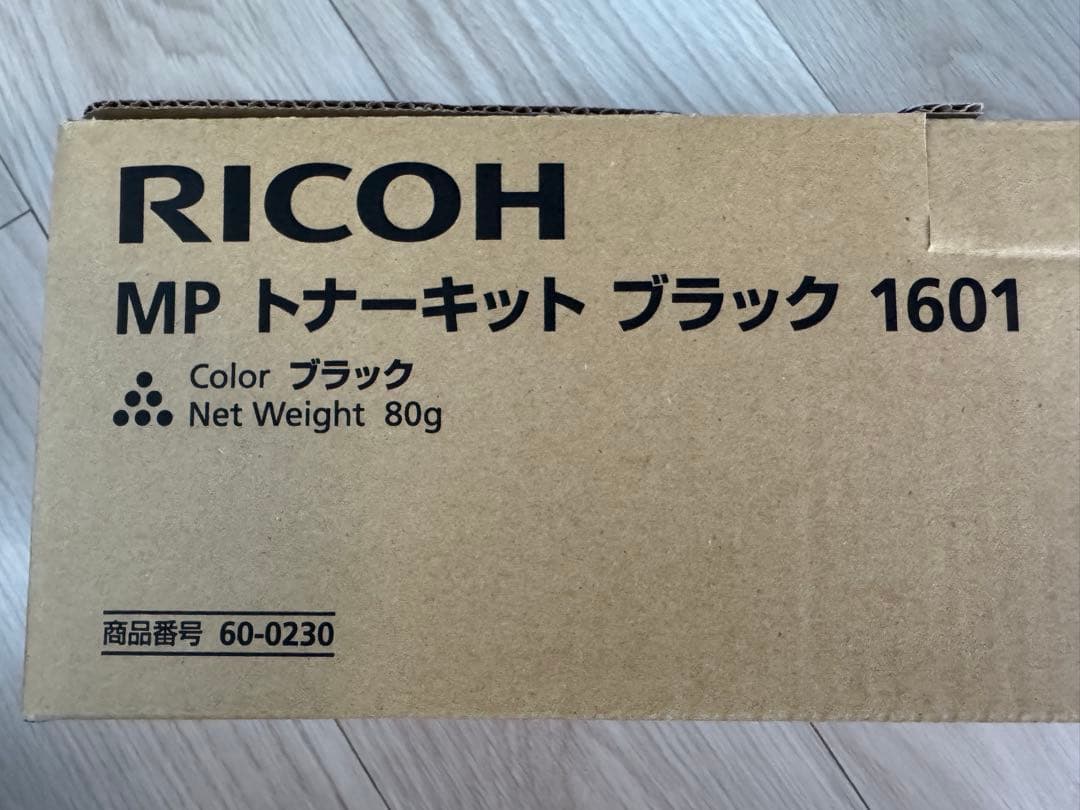 RICOH
MP トナーキット ブラック 1601
Color ブラック
Net Weight 80g
商品番号 60-0230